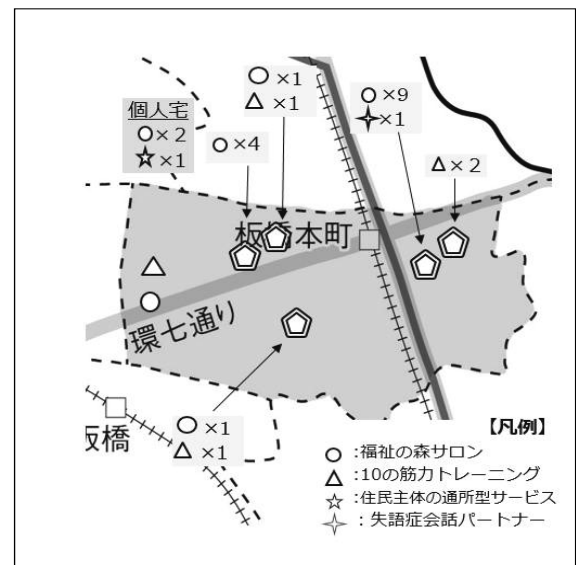 ○×1
△×1
個人宅
○×2
☆×1
○×4
○×9
✧×1
△×2
板橋本町
環七通り
板橋
○×1
△×1
【凡例】
○:福祉の森サロン
△:10の筋力トレーニング
☆:住民主体の通所型サービス
✧:失語症会話パートナー